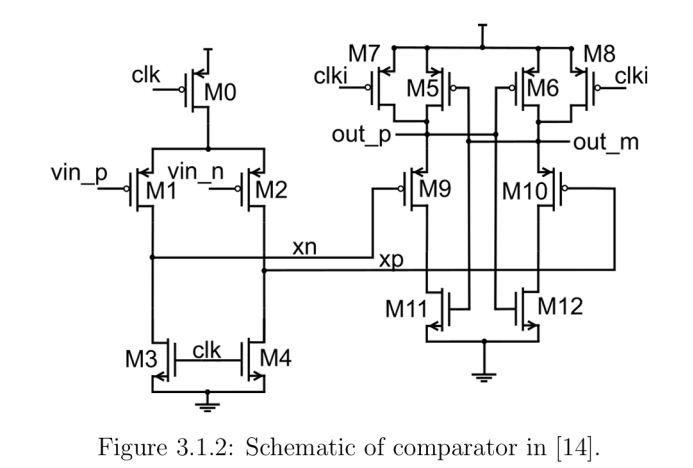 M7
M8
clk
M0
clki
M5
M6
clki
out_p
out_m
vin_p
M1
vin_n
M2
M9
M10
xn
xp
M11
M12
M3
clk
M4
Figure 3.1.2: Schematic of comparator in [14].